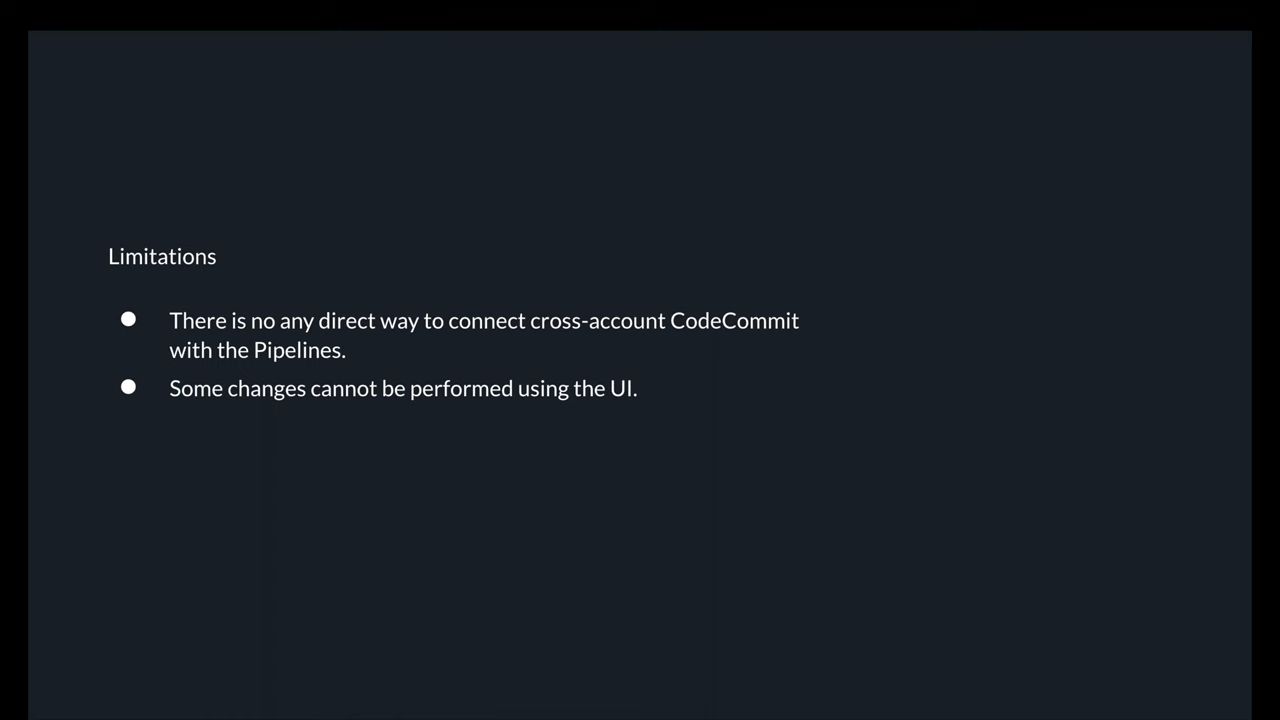 Limitations
● There is no any direct way to connect cross-account CodeCommit
with the Pipelines.
● Some changes cannot be performed using the UI.